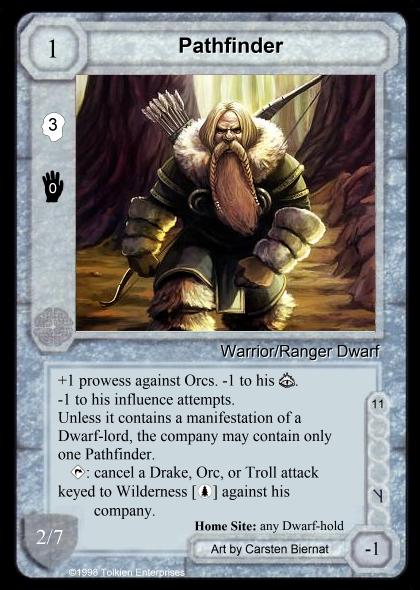 1
Pathfinder
3
0
Warrior/Ranger Dwarf
+1 prowess against Orcs. -1 to his .
-1 to his influence attempts.
Unless it contains a manifestation of a
Dwarf-lord, the company may contain only
one Pathfinder.
: cancel a Drake, Orc, or Troll attack
keyed to Wilderness [ ] against his
company.
11
Home Site: any Dwarf-hold
2/7
Art by Carsten Biernat
-1
©1998 Tolkien Enterprises